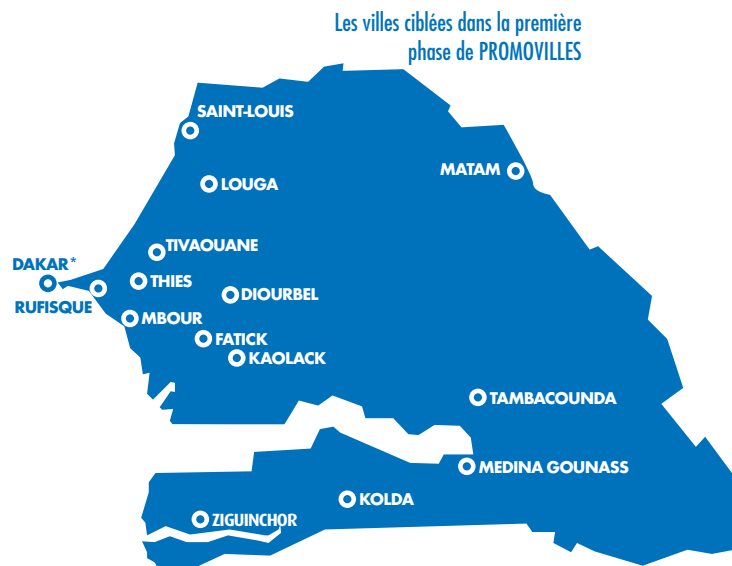 Les villes ciblées dans la première
phase de PROMOVILLES
SAINT-LOUIS
MATAM
LOUGA
TIVAOUANE
DAKAR*
THIES
DIOURBEL
RUFISQUE
MBOUR
FATICK
KAOLACK
TAMBACOUNDA
MEDINA GOUNASS
KOLDA
ZIGUINCHOR